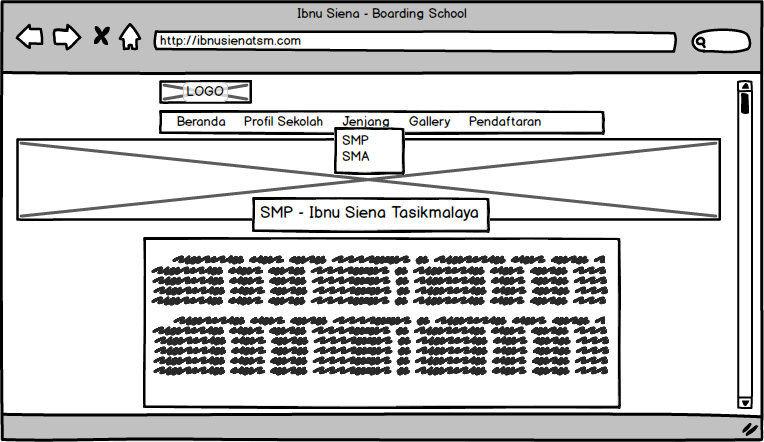 Ibnu Siena - Boarding School
http://ibnusienatsm.com
LOGO
Beranda Profil Sekolah Jenjang Gallery Pendaftaran
SMP
SMA
SMP - Ibnu Siena Tasikmalaya